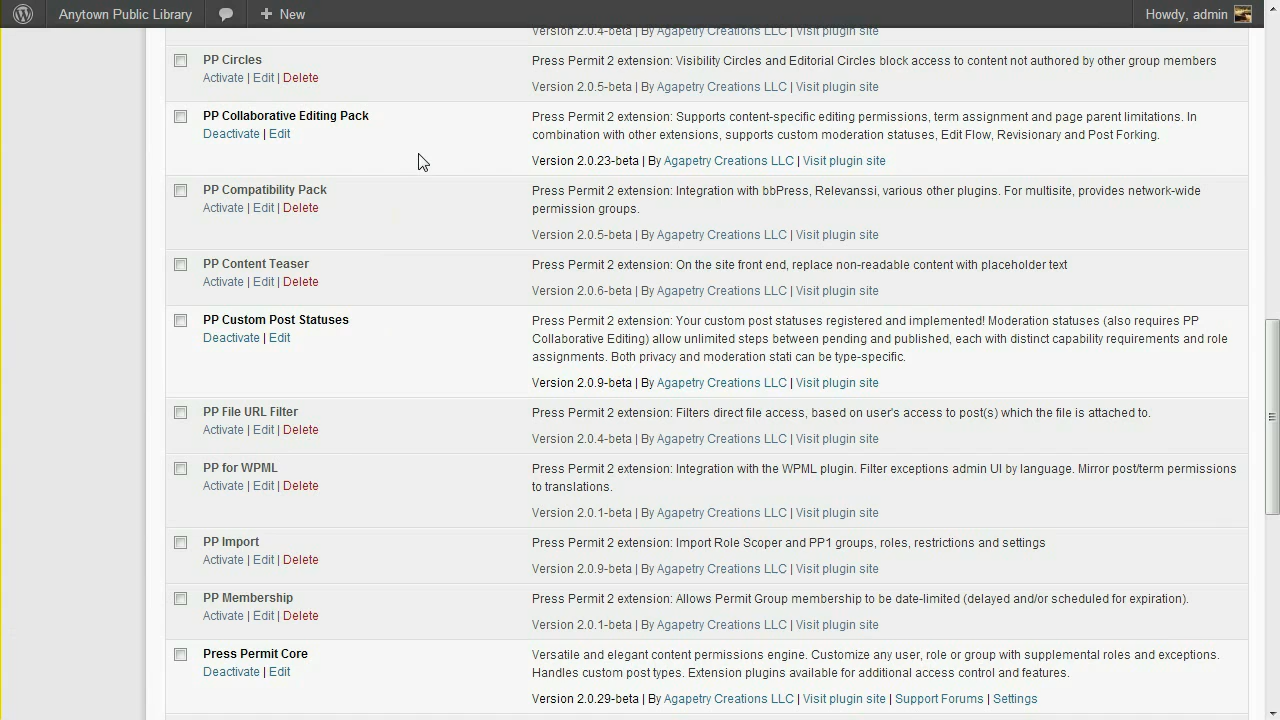 Anytown Public Library
New
Howdy, admin
Version 2.0.4-beta | By Agapetry Creations LLC | Visit plugin site
PP Circles
Activate | Edit | Delete
Press Permit 2 extension: Visibility Circles and Editorial Circles block access to content not authored by other group members
Version 2.0.5-beta | By Agapetry Creations LLC | Visit plugin site
PP Collaborative Editing Pack
Deactivate | Edit
Press Permit 2 extension: Supports content-specific editing permissions, term assignment and page parent limitations. In
combination with other extensions, supports custom moderation statuses, Edit Flow, Revisionary and Post Forking.
Version 2.0.23-beta | By Agapetry Creations LLC | Visit plugin site
PP Compatibility Pack
Activate | Edit | Delete
Press Permit 2 extension: Integration with bbPress, Relevanssi, various other plugins. For multisite, provides network-wide
permission groups.
Version 2.0.5-beta | By Agapetry Creations LLC | Visit plugin site
PP Content Teaser
Activate | Edit | Delete
Press Permit 2 extension: On the site front end, replace non-readable content with placeholder text
Version 2.0.6-beta | By Agapetry Creations LLC | Visit plugin site
PP Custom Post Statuses
Deactivate | Edit
Press Permit 2 extension: Your custom post statuses registered and implemented! Moderation statuses (also requires PP
Collaborative Editing) allow unlimited steps between pending and published, each with distinct capability requirements and role
assignments. Both privacy and moderation stati can be type-specific.
Version 2.0.9-beta | By Agapetry Creations LLC | Visit plugin site
PP File URL Filter
Activate | Edit | Delete
Press Permit 2 extension: Filters direct file access, based on user's access to post(s) which the file is attached to.
Version 2.0.4-beta | By Agapetry Creations LLC | Visit plugin site
PP for WPML
Activate | Edit | Delete
Press Permit 2 extension: Integration with the WPML plugin. Filter exceptions admin UI by language. Mirror post/term permissions
to translations.
Version 2.0.1-beta | By Agapetry Creations LLC | Visit plugin site
PP Import
Activate | Edit | Delete
Press Permit 2 extension: Import Role Scoper and PP1 groups, roles, restrictions and settings
Version 2.0.9-beta | By Agapetry Creations LLC | Visit plugin site
PP Membership
Activate | Edit | Delete
Press Permit 2 extension: Allows Permit Group membership to be date-limited (delayed and/or scheduled for expiration).
Version 2.0.1-beta | By Agapetry Creations LLC | Visit plugin site
Press Permit Core
Deactivate | Edit
Versatile and elegant content permissions engine. Customize any user, role or group with supplemental roles and exceptions.
Handles custom post types. Extension plugins available for additional access control and features.
Version 2.0.29-beta | By Agapetry Creations LLC | Visit plugin site | Support Forums | Settings